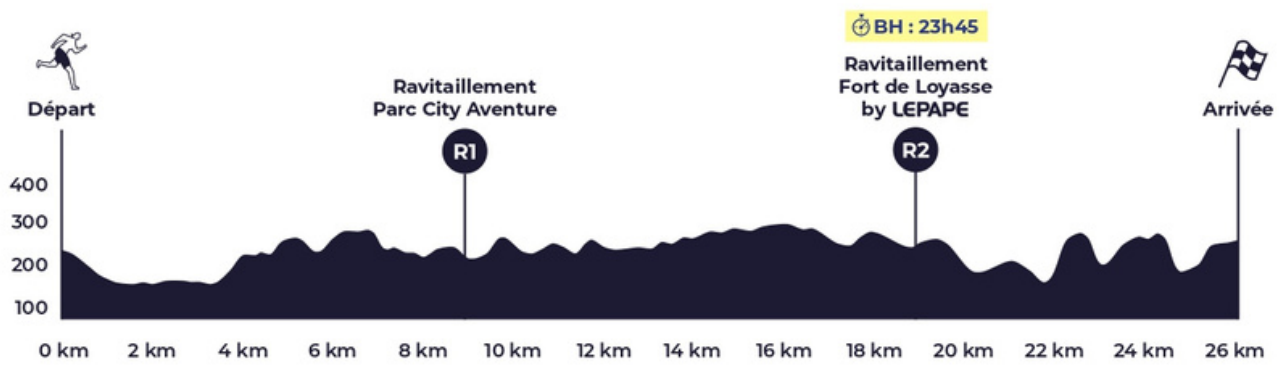 BH : 23h45
Ravitaillement
Fort de Loyasse
by LEPAPE
Départ
Ravitaillement
Parc City Aventure
Arrivée
R1
R2
400
300
200
100
0 km 2 km 4 km 6 km 8 km 10 km 12 km 14 km 16 km 18 km 20 km 22 km 24 km 26 km